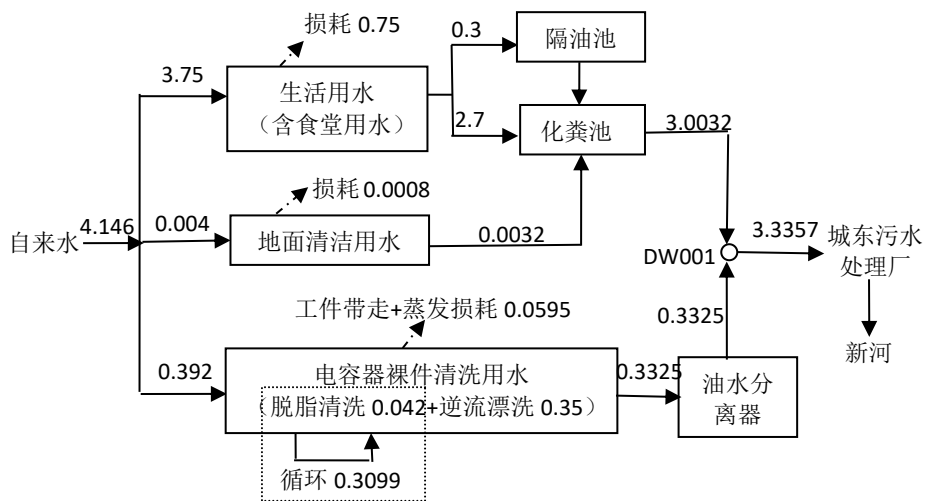 损耗 0.75
0.3
隔油池
3.75
生活用水
（含食堂用水）
2.7
化粪池
3.0032
损耗 0.0008
自来水
4.146
0.004
地面清洁用水
0.0032
DW001
3.3357
城东污水
处理厂
工件带走+蒸发损耗 0.0595
0.3325
新河
0.392
电容器裸件清洗用水
（脱脂清洗 0.042+逆流漂洗 0.35）
0.3325
油水分
离器
循环 0.3099